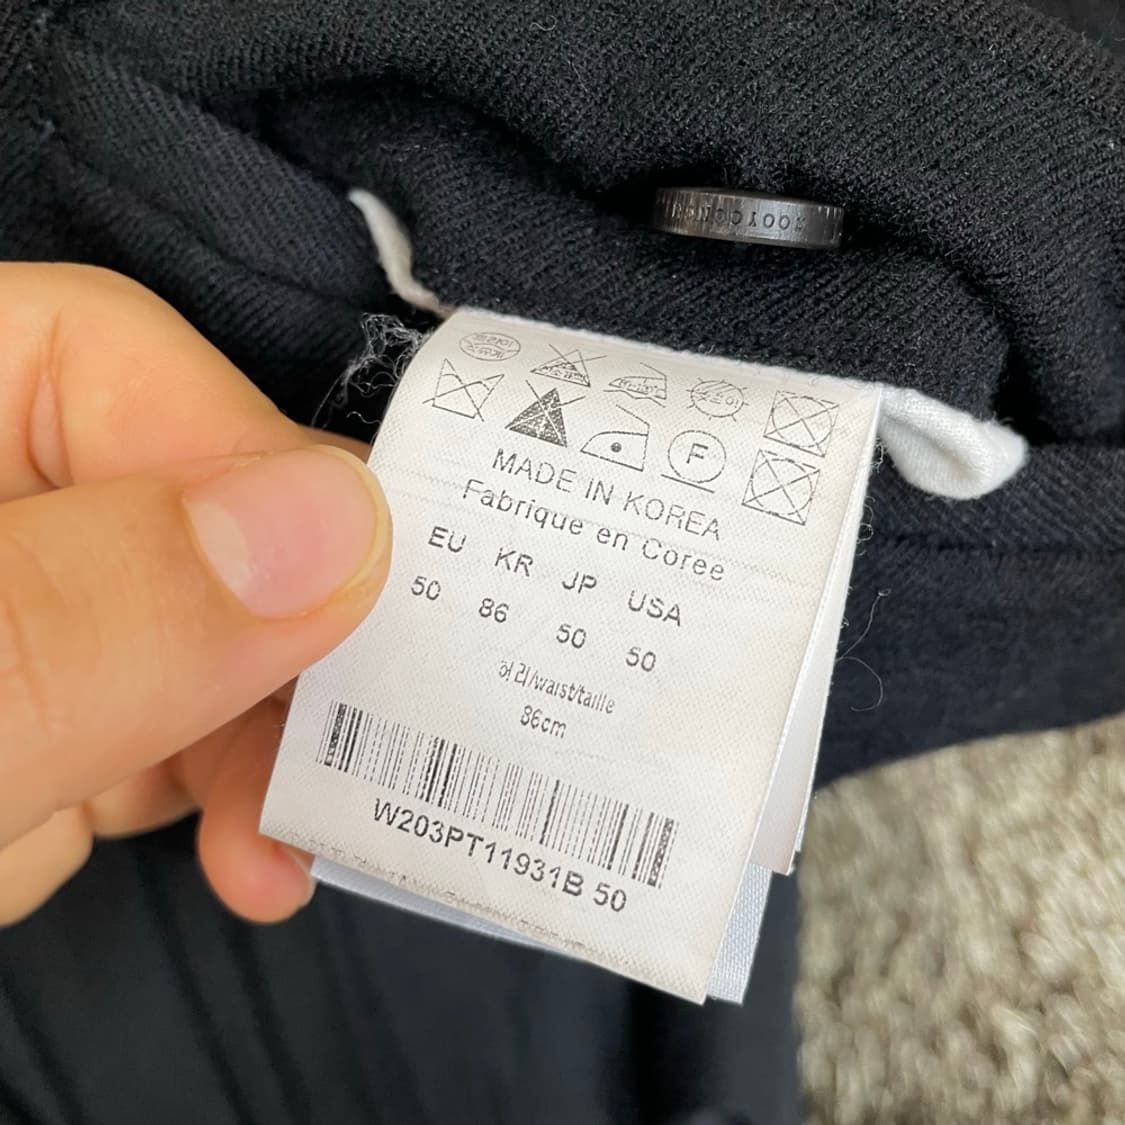 WOOYOUNGMI
F
MADE IN KOREA
Fabrique en Coree
EU KR JP USA
50 86 50 50
허리/waist/taille
86cm
W203PT11931B 50